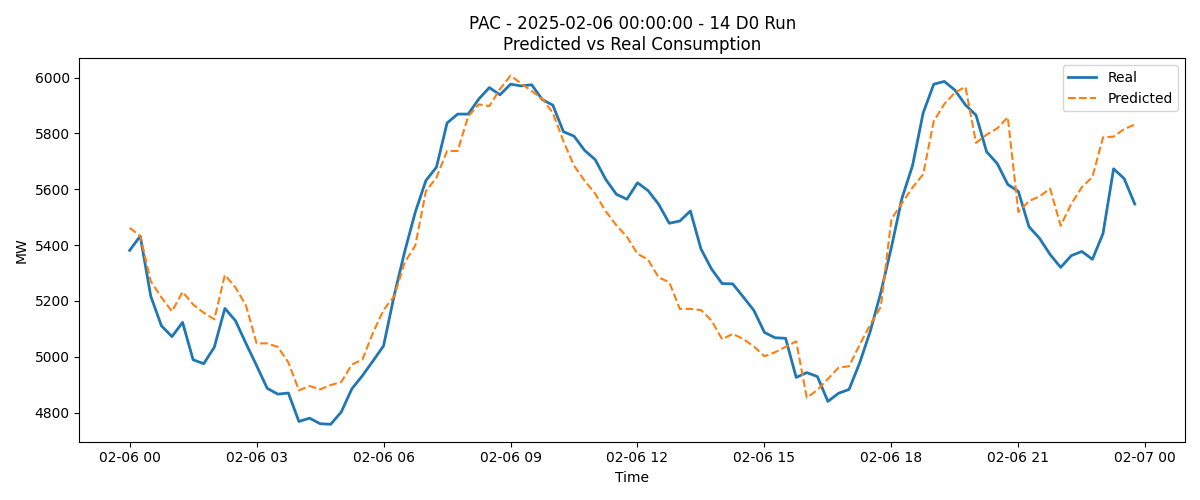 PAC - 2025-02-06 00:00:00 - 14 D0 Run
Predicted vs Real Consumption
Real
Predicted
MW
6000
5800
5600
5400
5200
5000
4800
02-06 00
02-06 03
02-06 06
02-06 09
02-06 12
02-06 15
02-06 18
02-06 21
02-07 00
Time